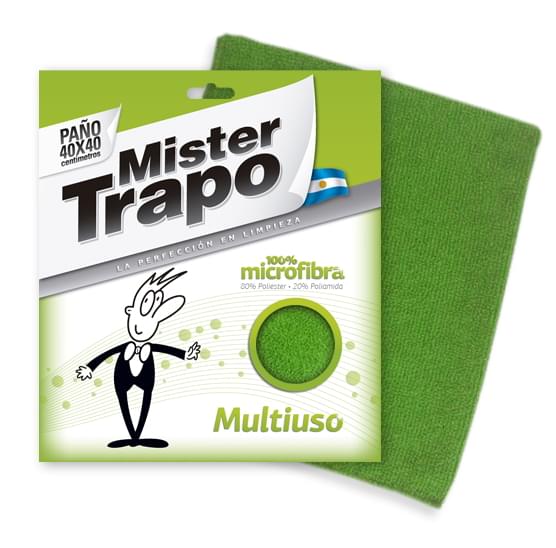 PAÑO
40X40
centímetros
Mister
Trapo
LA PERFECCIÓN EN LIMPIEZA
100%
microfibra
80% Poliester • 20% Poliamida
Multiuso